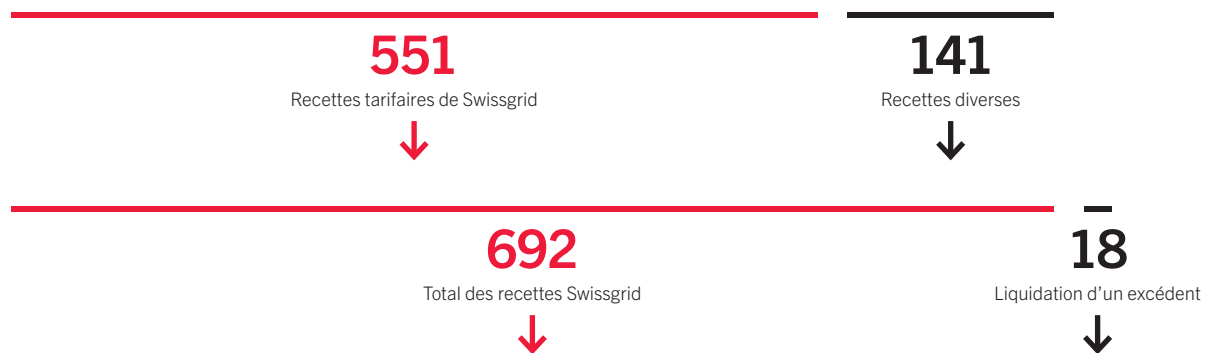 551
Recettes tarifaires de Swissgrid
141
Recettes diverses
692
Total des recettes Swissgrid
18
Liquidation d’un excédent